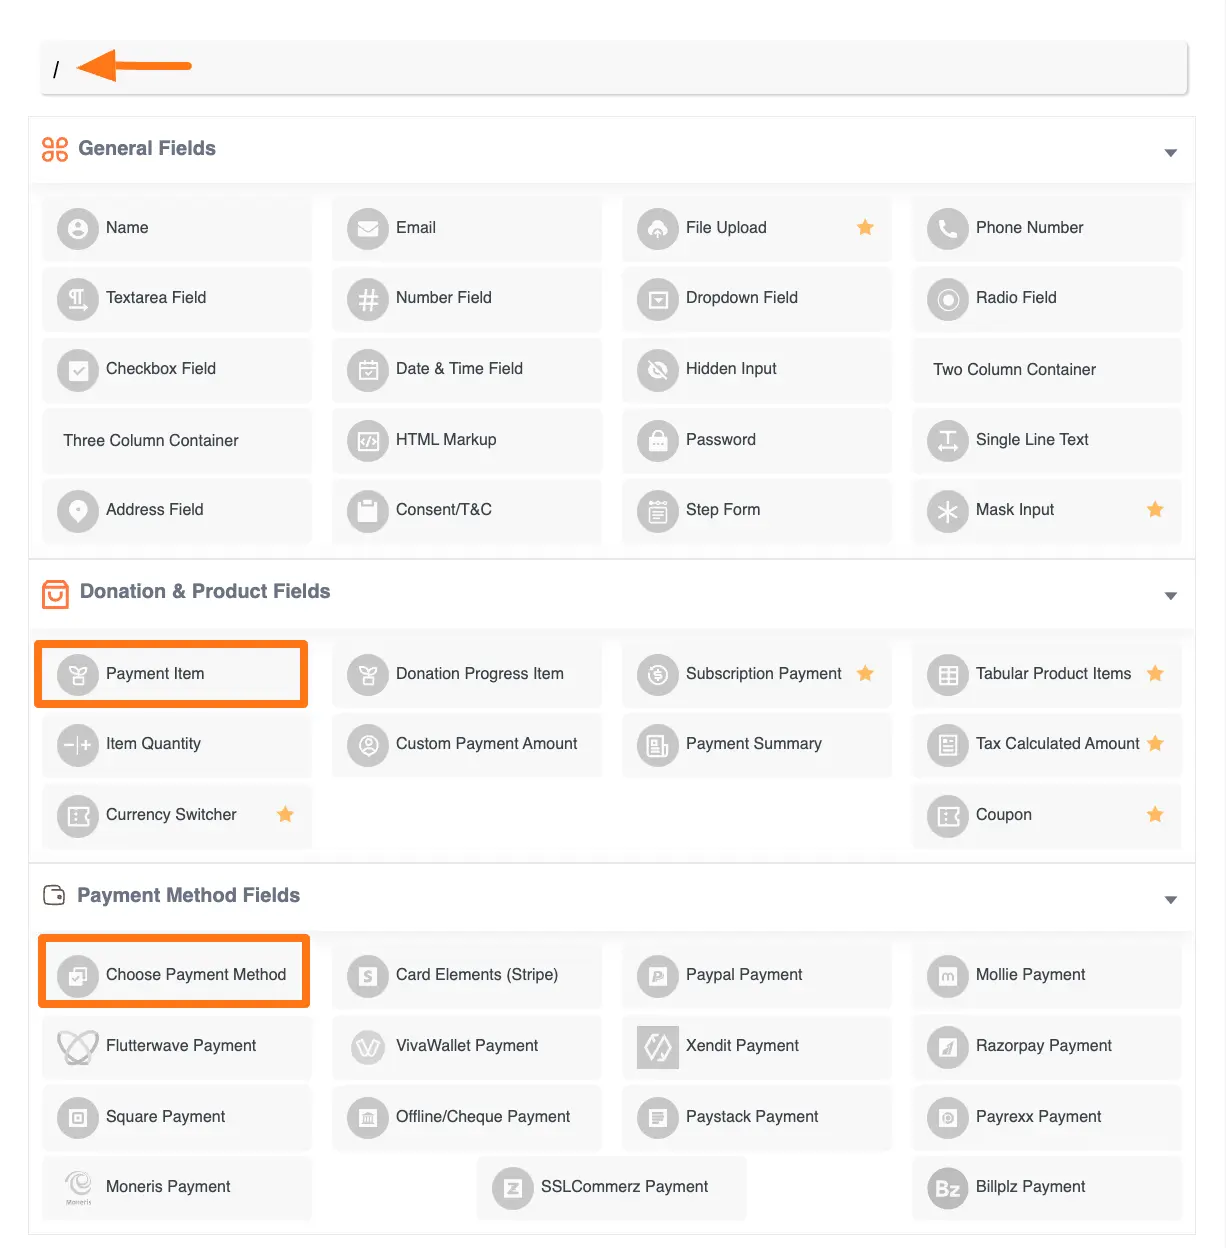 /
General Fields
Name
Email
File Upload
Phone Number
Textarea Field
Number Field
Dropdown Field
Radio Field
Checkbox Field
Date & Time Field
Hidden Input
Two Column Container
Three Column Container
HTML Markup
Password
Single Line Text
Address Field
Consent/T&C
Step Form
Mask Input
Donation & Product Fields
Payment Item
Donation Progress Item
Subscription Payment
Tabular Product Items
Item Quantity
Custom Payment Amount
Payment Summary
Tax Calculated Amount
Currency Switcher
Coupon
Payment Method Fields
Choose Payment Method
Card Elements (Stripe)
Paypal Payment
Mollie Payment
Flutterwave Payment
VivaWallet Payment
Xendit Payment
Razorpay Payment
Square Payment
Offline/Cheque Payment
Paystack Payment
Payrexx Payment
Moneris
Moneris Payment
SSLCommerz Payment
Bz
Billplz Payment